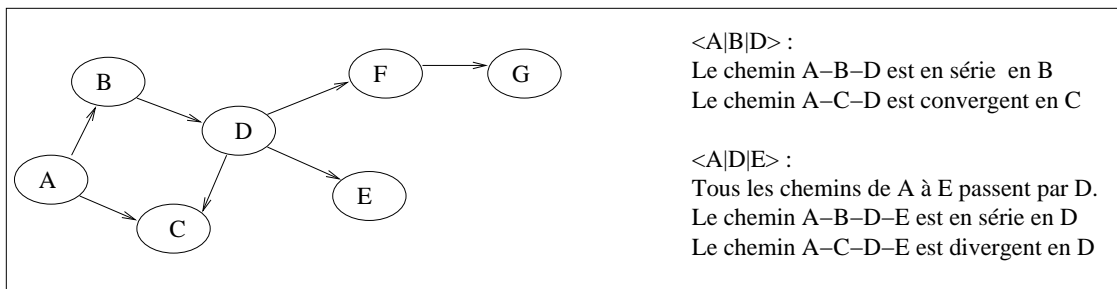 A
B
C
D
E
F
G
<A|B|D> :
Le chemin A−B−D est en série en B
Le chemin A−C−D est convergent en C
<A|D|E> :
Tous les chemins de A à E passent par D.
Le chemin A−B−D−E est en série en D
Le chemin A−C−D−E est divergent en D